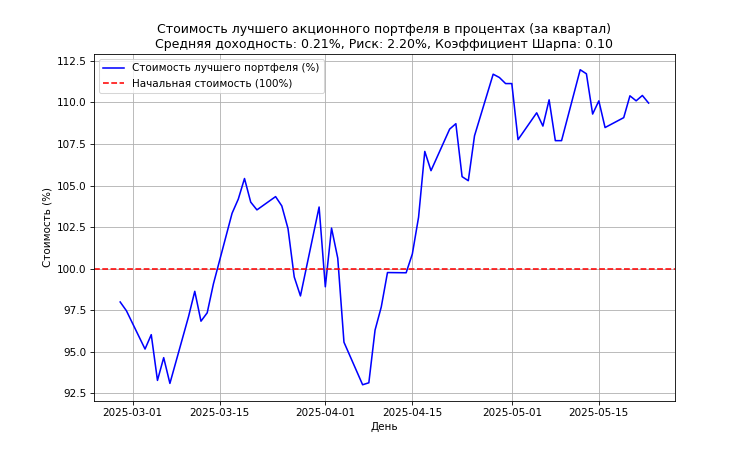 Стоимость лучшего акционного портфеля в процентах (за квартал)
Средняя доходность: 0.21%, Риск: 2.20%, Коэффициент Шарпа: 0.10
Стоимость лучшего портфеля (%)
Начальная стоимость (100%)
Стоимость (%)
112.5
110.0
107.5
105.0
102.5
100.0
97.5
95.0
92.5
2025-03-01
2025-03-15
2025-04-01
2025-04-15
2025-05-01
2025-05-15
День